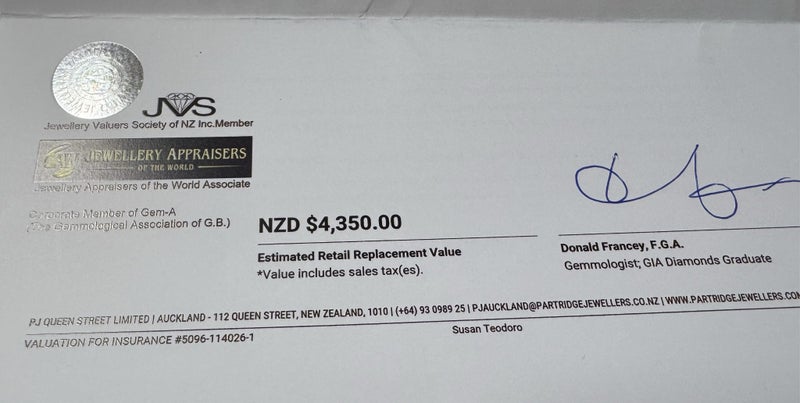 JVS
Jewellery Valuers Society of NZ Inc.Member
JEWELLERY APPRAISERS
OF THE WORLD
Jewellery Appraisers of the World Associate
Corporate Member of Gem-A
(The Gemmological Association of G.B.)
NZD $4,350.00
Estimated Retail Replacement Value
*Value includes sales tax(es).
Donald Francey, F.G.A.
Gemmologist, GIA Diamonds Graduate
PJ QUEEN STREET LIMITED | AUCKLAND - 112 QUEEN STREET, NEW ZEALAND, 1010 | (+64) 93 0989 25 | PJAUCKLAND@PARTRIDGEJEWELLERS.CO.NZ | WWW.PARTRIDGEJEWELLERS.COM
VALUATION FOR INSURANCE #5096-114026-1
Susan Teodoro